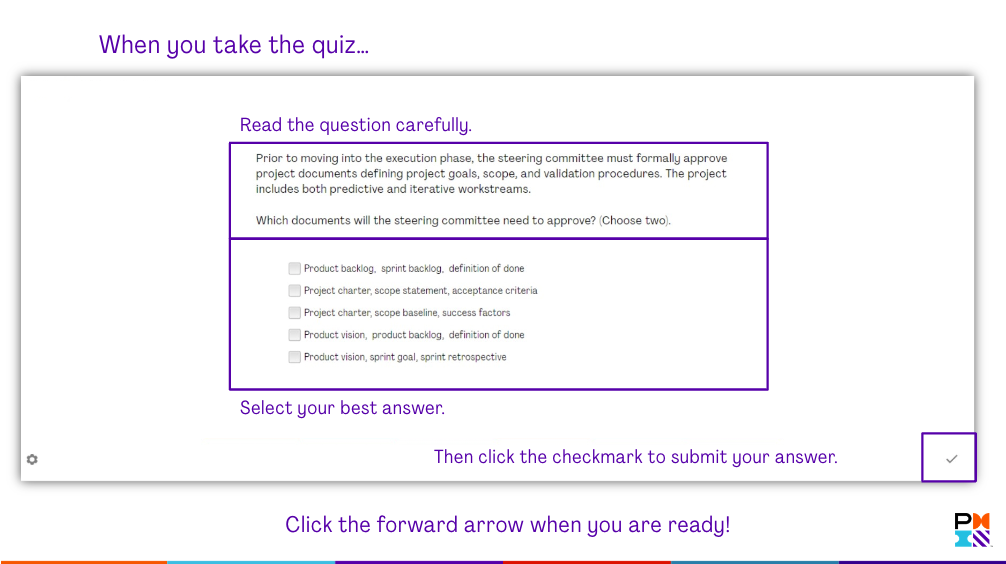 When you take the quiz…
Read the question carefully.
Prior to moving into the execution phase, the steering committee must formally approve
project documents defining project goals, scope, and validation procedures. The project
includes both predictive and iterative workstreams.
Which documents will the steering committee need to approve? (Choose two).
Product backlog,  sprint backlog,  definition of done
Project charter, scope statement, acceptance criteria
Project charter, scope baseline, success factors
Product vision,  product backlog,  definition of done
Product vision, sprint goal, sprint retrospective
Select your best answer.
Then click the checkmark to submit your answer.
Click the forward arrow when you are ready!